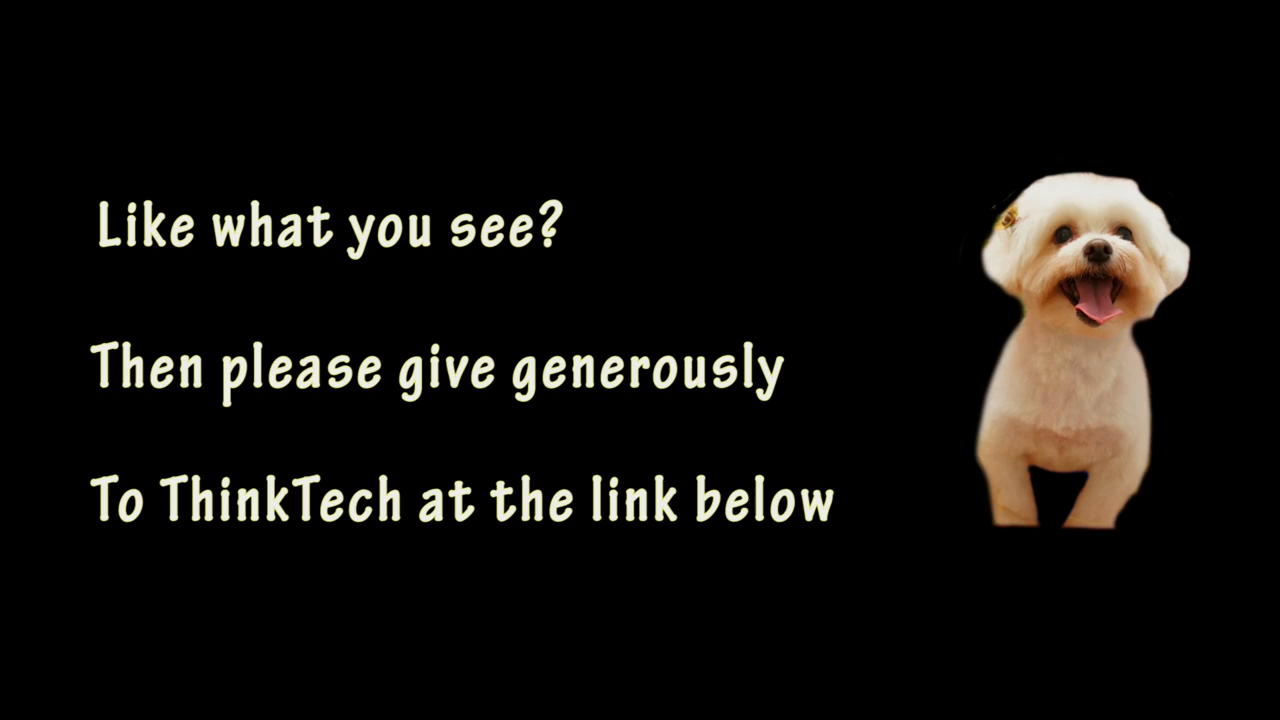 Like what you see?
Then please give generously
To ThinkTech at the link below